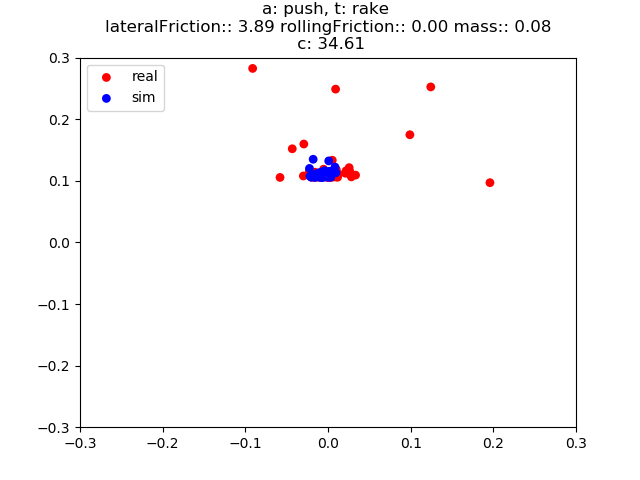 a: push, t: rake
lateralFriction:: 3.89 rollingFriction:: 0.00 mass:: 0.08
c: 34.61
real
sim
0.3
0.2
0.1
0.0
−0.1
−0.2
−0.3
−0.3 −0.2 −0.1 0.0 0.1 0.2 0.3